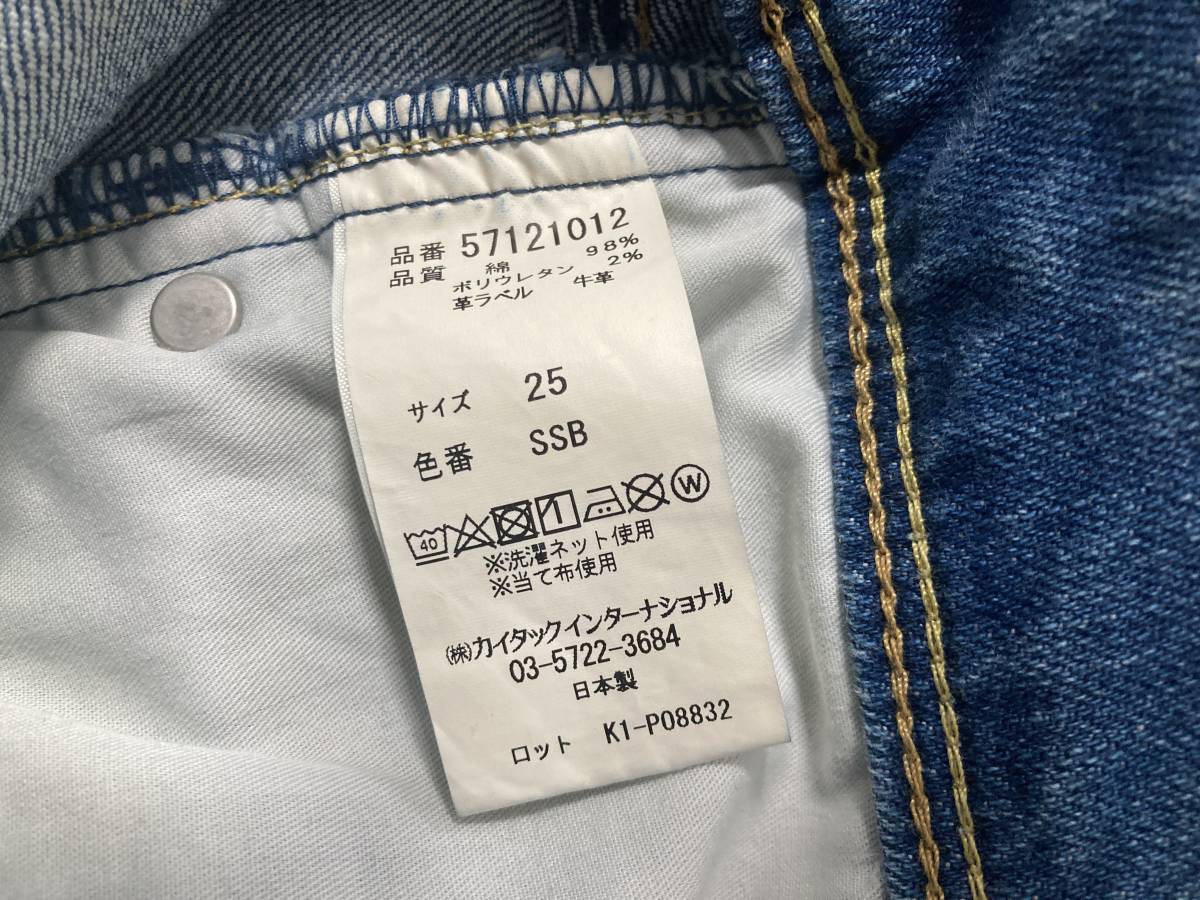 品番 57121012
品質 綿 98%
ポリウレタン 2%
革ラベル 牛革
サイズ 25
色番 SSB
40 1 W
※洗濯ネット使用
※当て布使用
㈱カイタックインターナショナル
03-5722-3684
日本製
ロット K1-P08832